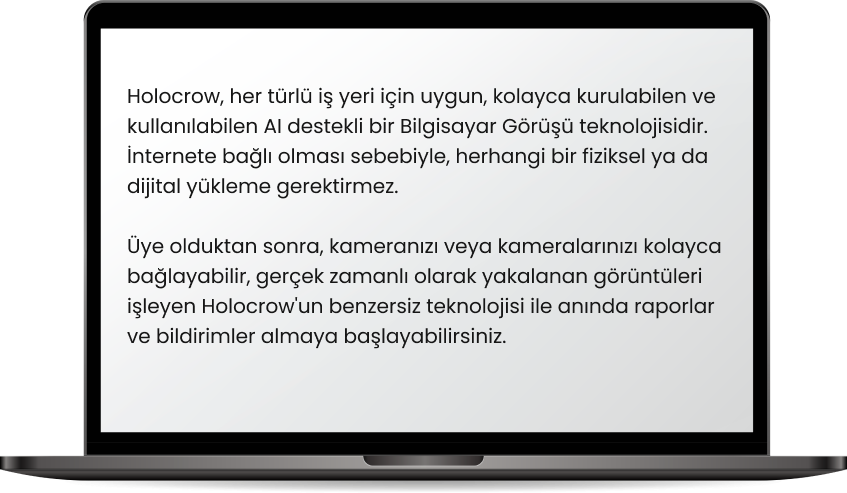 Holocrow, her türlü iş yeri için uygun, kolayca kurulabilen ve
kullanılabilen AI destekli bir Bilgisayar Görüşü teknolojisidir.
İnternete bağlı olması sebebiyle, herhangi bir fiziksel ya da
dijital yükleme gerektirmez.
Üye olduktan sonra, kameranızı veya kameralarınızı kolayca
bağlayabilir, gerçek zamanlı olarak yakalanan görüntüleri
işleyen Holocrow'un benzersiz teknolojisi ile anında raporlar
ve bildirimler almaya başlayabilirsiniz.